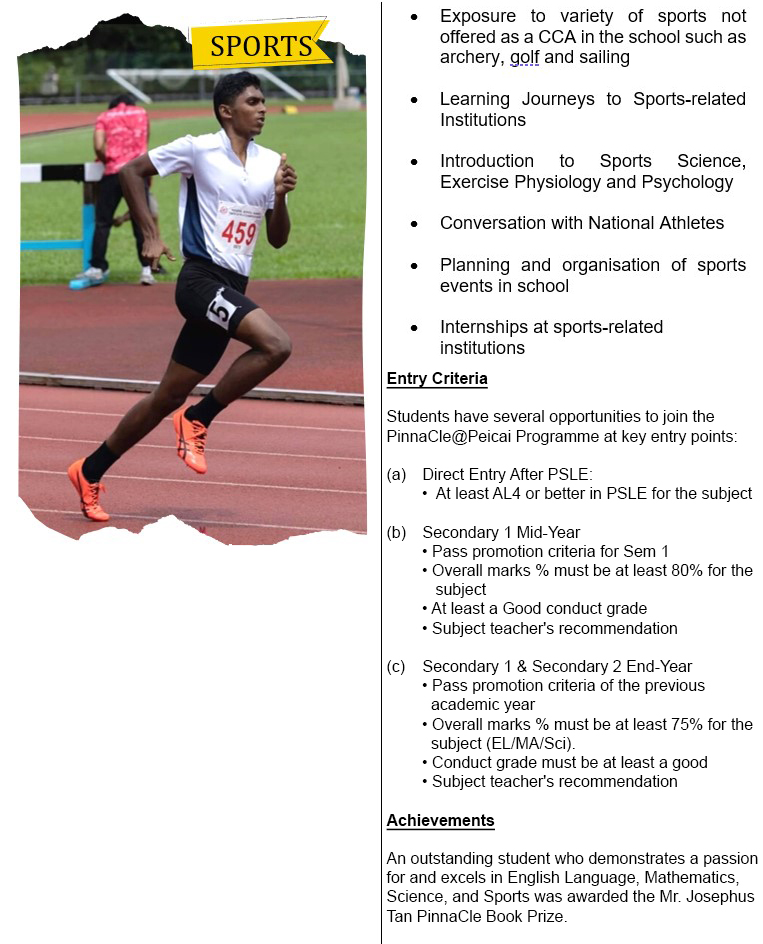 SPORTS
459
5
• Exposure to variety of sports not
offered as a CCA in the school such as
archery, golf and sailing
• Learning Journeys to Sports-related
Institutions
• Introduction to Sports Science,
Exercise Physiology and Psychology
• Conversation with National Athletes
• Planning and organisation of sports
events in school
• Internships at sports-related
institutions
Entry Criteria
Students have several opportunities to join the
PinnaCle@Peicai Programme at key entry points:
(a) Direct Entry After PSLE:
• At least AL4 or better in PSLE for the subject
(b) Secondary 1 Mid-Year
• Pass promotion criteria for Sem 1
• Overall marks % must be at least 80% for the
subject
• At least a Good conduct grade
• Subject teacher's recommendation
(c) Secondary 1 & Secondary 2 End-Year
• Pass promotion criteria of the previous
academic year
• Overall marks % must be at least 75% for the
subject (EL/MA/Sci).
• Conduct grade must be at least a good
• Subject teacher's recommendation
Achievements
An outstanding student who demonstrates a passion
for and excels in English Language, Mathematics,
Science, and Sports was awarded the Mr. Josephus
Tan PinnaCle Book Prize.